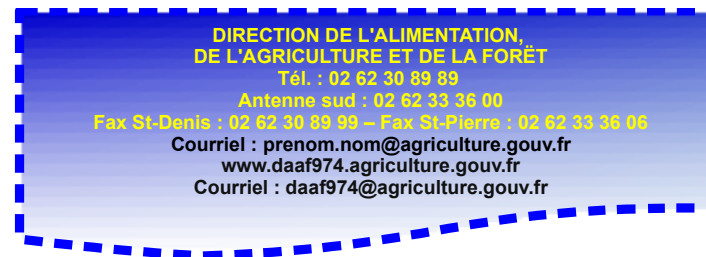 DIRECTION DE L'ALIMENTATION,
DE L'AGRICULTURE ET DE LA FORËT
Tél. : 02 62 30 89 89
Antenne sud : 02 62 33 36 00
Fax St-Denis : 02 62 30 89 99 – Fax St-Pierre : 02 62 33 36 06
Courriel : prenom.nom@agriculture.gouv.fr
www.daaf974.agriculture.gouv.fr
Courriel : daaf974@agriculture.gouv.fr